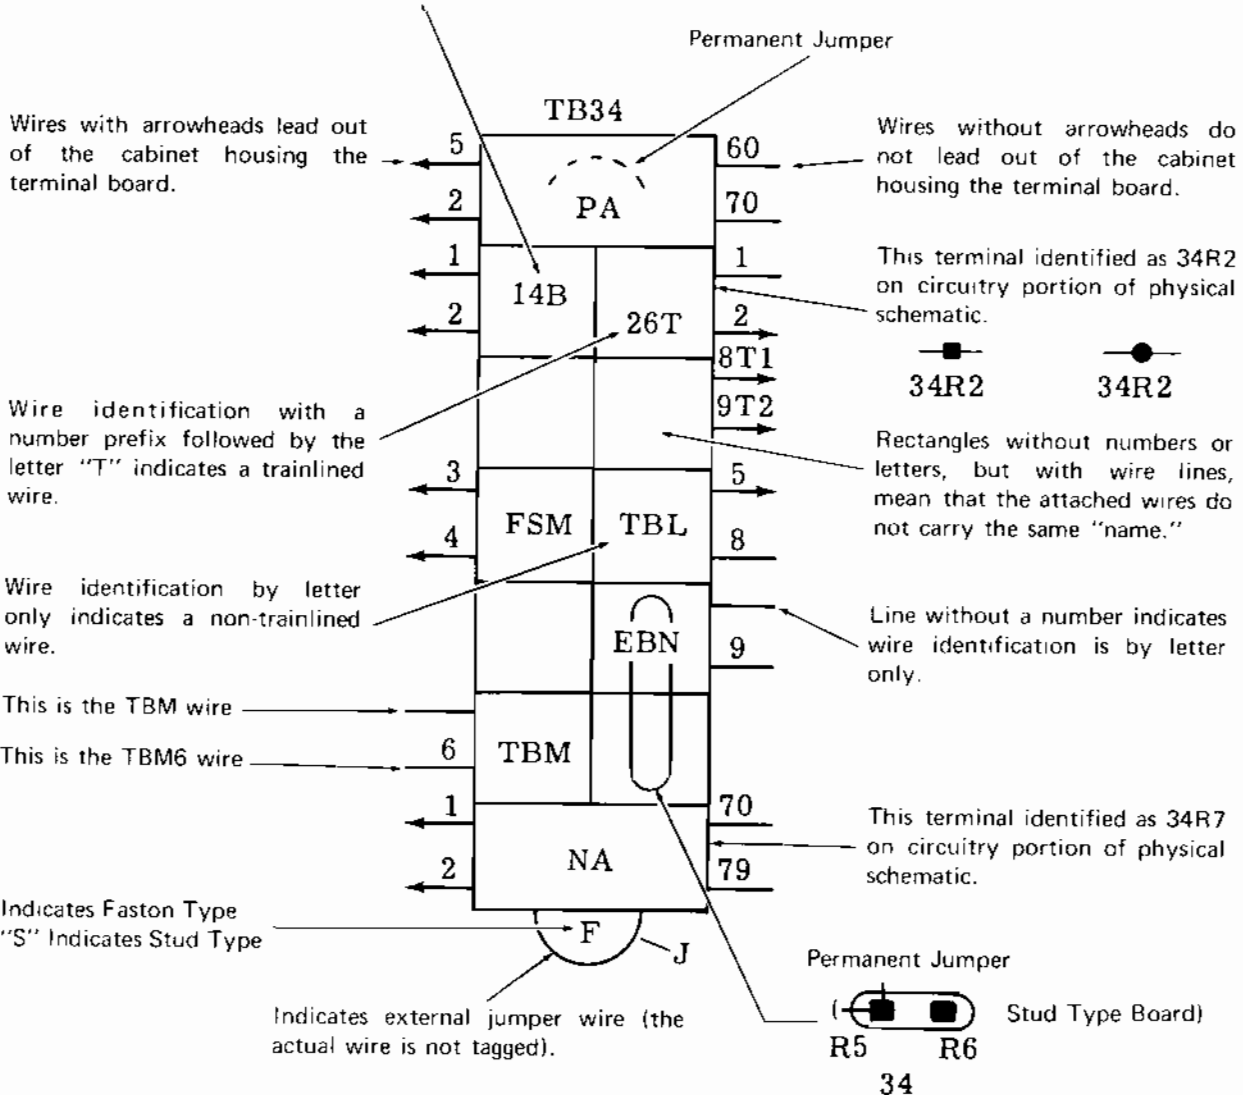 Permanent Jumper
TB34
Wires with arrowheads lead out
of the cabinet housing the
terminal board.
Wires without arrowheads do
not lead out of the cabinet
housing the terminal board.
5
60
PA
2
70
1
1
14B
26T
2
2
This terminal identified as 34R2
on circuitry portion of physical
schematic.
34R2
34R2
8T1
9T2
Wire identification with a
number prefix followed by the
letter "T" indicates a trainlined
wire.
Rectangles without numbers or
letters, but with wire lines,
mean that the attached wires do
not carry the same "name."
3
5
FSM
TBL
4
8
Wire identification by letter
only indicates a non-trainlined
wire.
EBN
9
Line without a number indicates
wire identification is by letter
only.
This is the TBM wire
This is the TBM6 wire
6
TBM
1
70
NA
2
79
This terminal identified as 34R7
on circuitry portion of physical
schematic.
Indicates Faston Type
"S" Indicates Stud Type
F
J
Indicates external jumper wire (the
actual wire is not tagged).
Permanent Jumper
(
Stud Type Board)
R5
R6
34